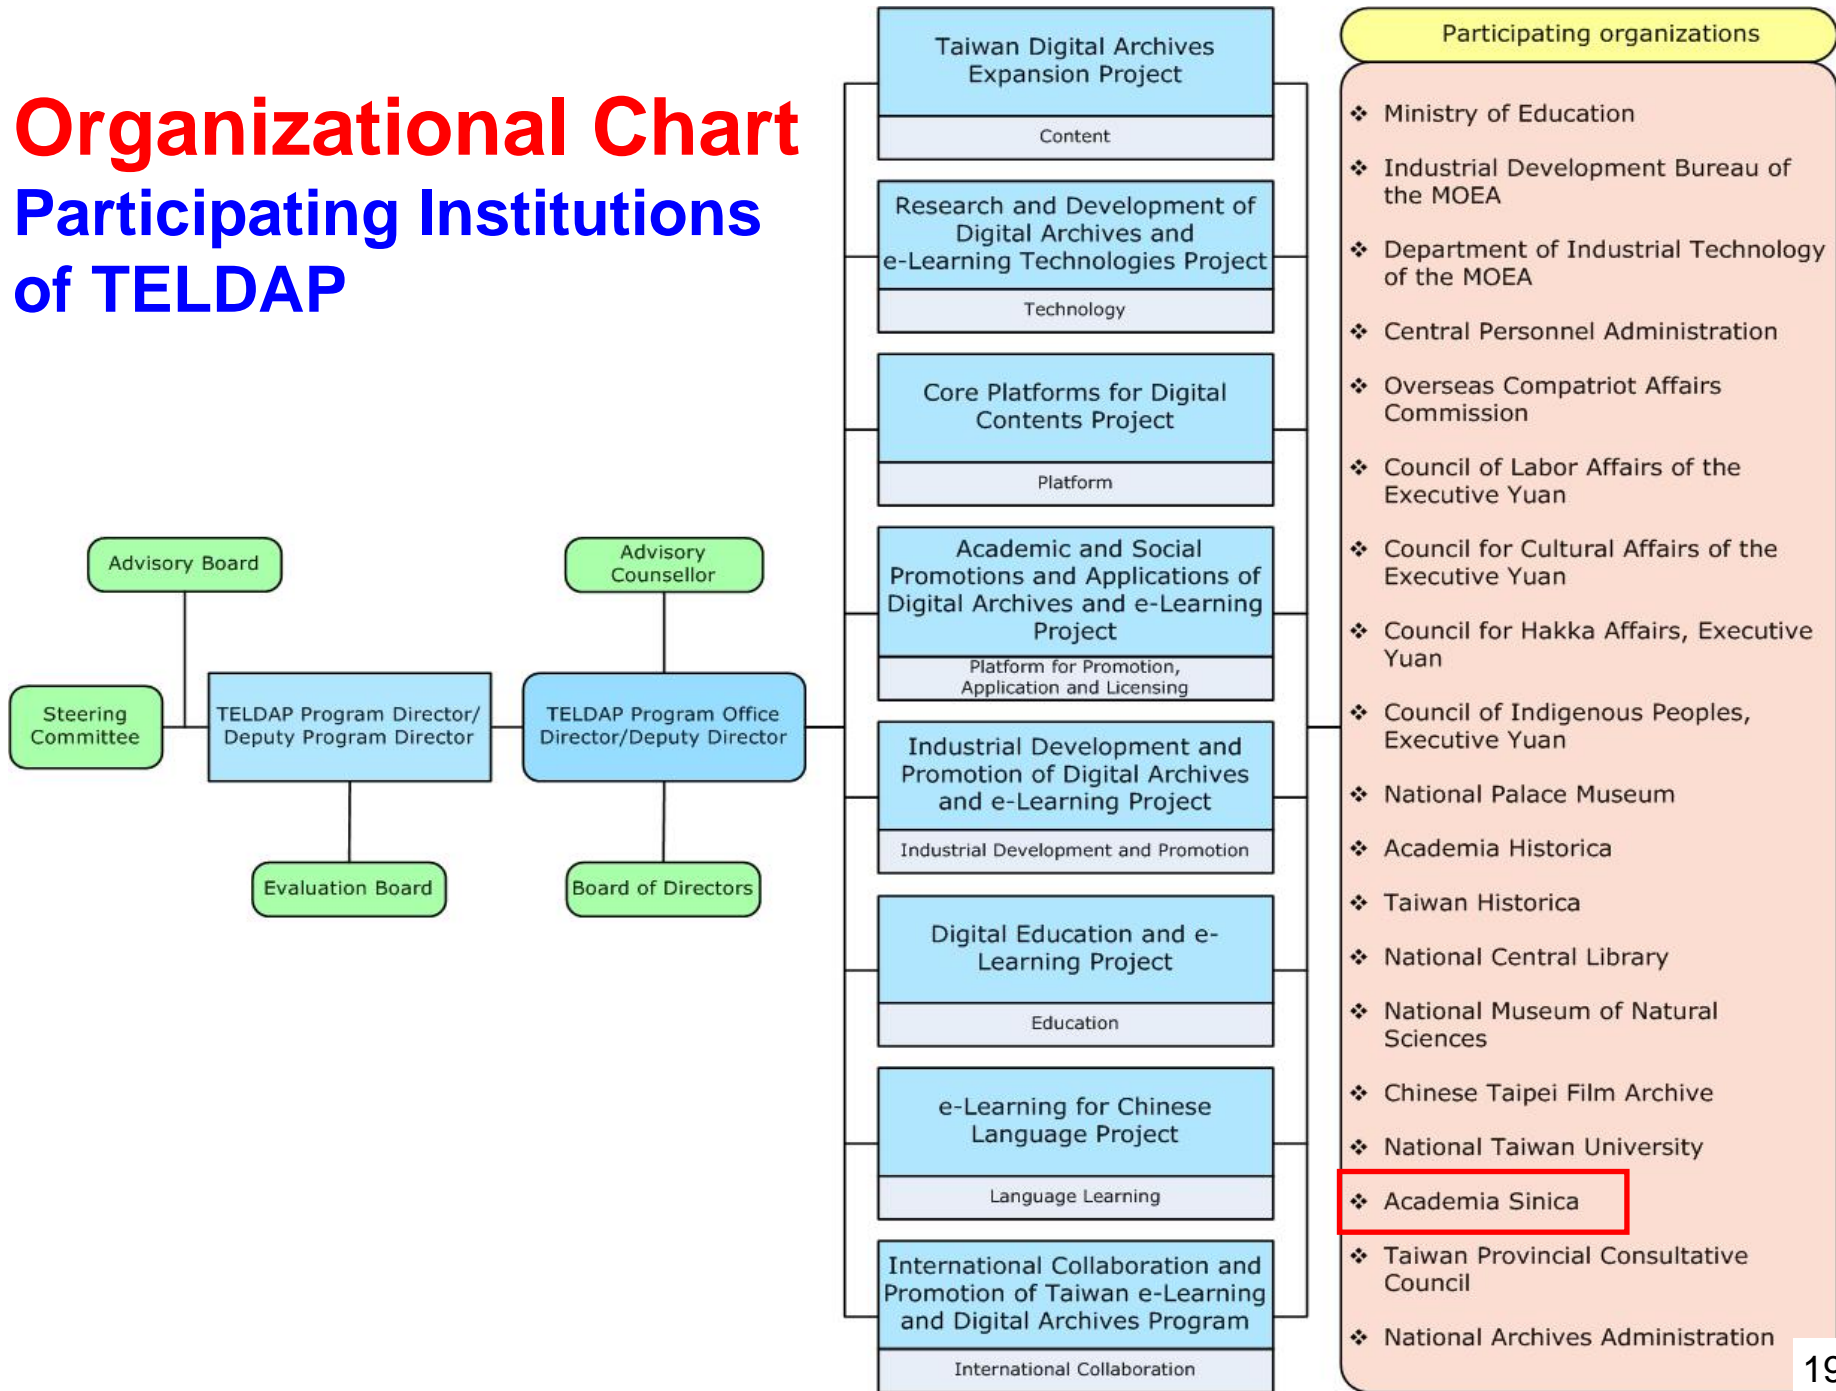 Organizational Chart
Participating Institutions
of TELDAP
Advisory Board
Steering
Committee
TELDAP Program Director/
Deputy Program Director
Evaluation Board
Advisory
Counsellor
TELDAP Program Office
Director/Deputy Director
Board of Directors
Taiwan Digital Archives
Expansion Project
Content
Research and Development of
Digital Archives and
e-Learning Technologies Project
Technology
Core Platforms for Digital
Contents Project
Platform
Academic and Social
Promotions and Applications of
Digital Archives and e-Learning
Project
Platform for Promotion,
Application and Licensing
Industrial Development and
Promotion of Digital Archives
and e-Learning Project
Industrial Development and Promotion
Digital Education and e-
Learning Project
Education
e-Learning for Chinese
Language Project
Language Learning
International Collaboration and
Promotion of Taiwan e-Learning
and Digital Archives Program
International Collaboration
Participating organizations
❖ Ministry of Education
❖ Industrial Development Bureau of
the MOEA
❖ Department of Industrial Technology
of the MOEA
❖ Central Personnel Administration
❖ Overseas Compatriot Affairs
Commission
❖ Council of Labor Affairs of the
Executive Yuan
❖ Council for Cultural Affairs of the
Executive Yuan
❖ Council for Hakka Affairs, Executive
Yuan
❖ Council of Indigenous Peoples,
Executive Yuan
❖ National Palace Museum
❖ Academia Historica
❖ Taiwan Historica
❖ National Central Library
❖ National Museum of Natural
Sciences
❖ Chinese Taipei Film Archive
❖ National Taiwan University
❖ Academia Sinica
❖ Taiwan Provincial Consultative
Council
❖ National Archives Administration
19